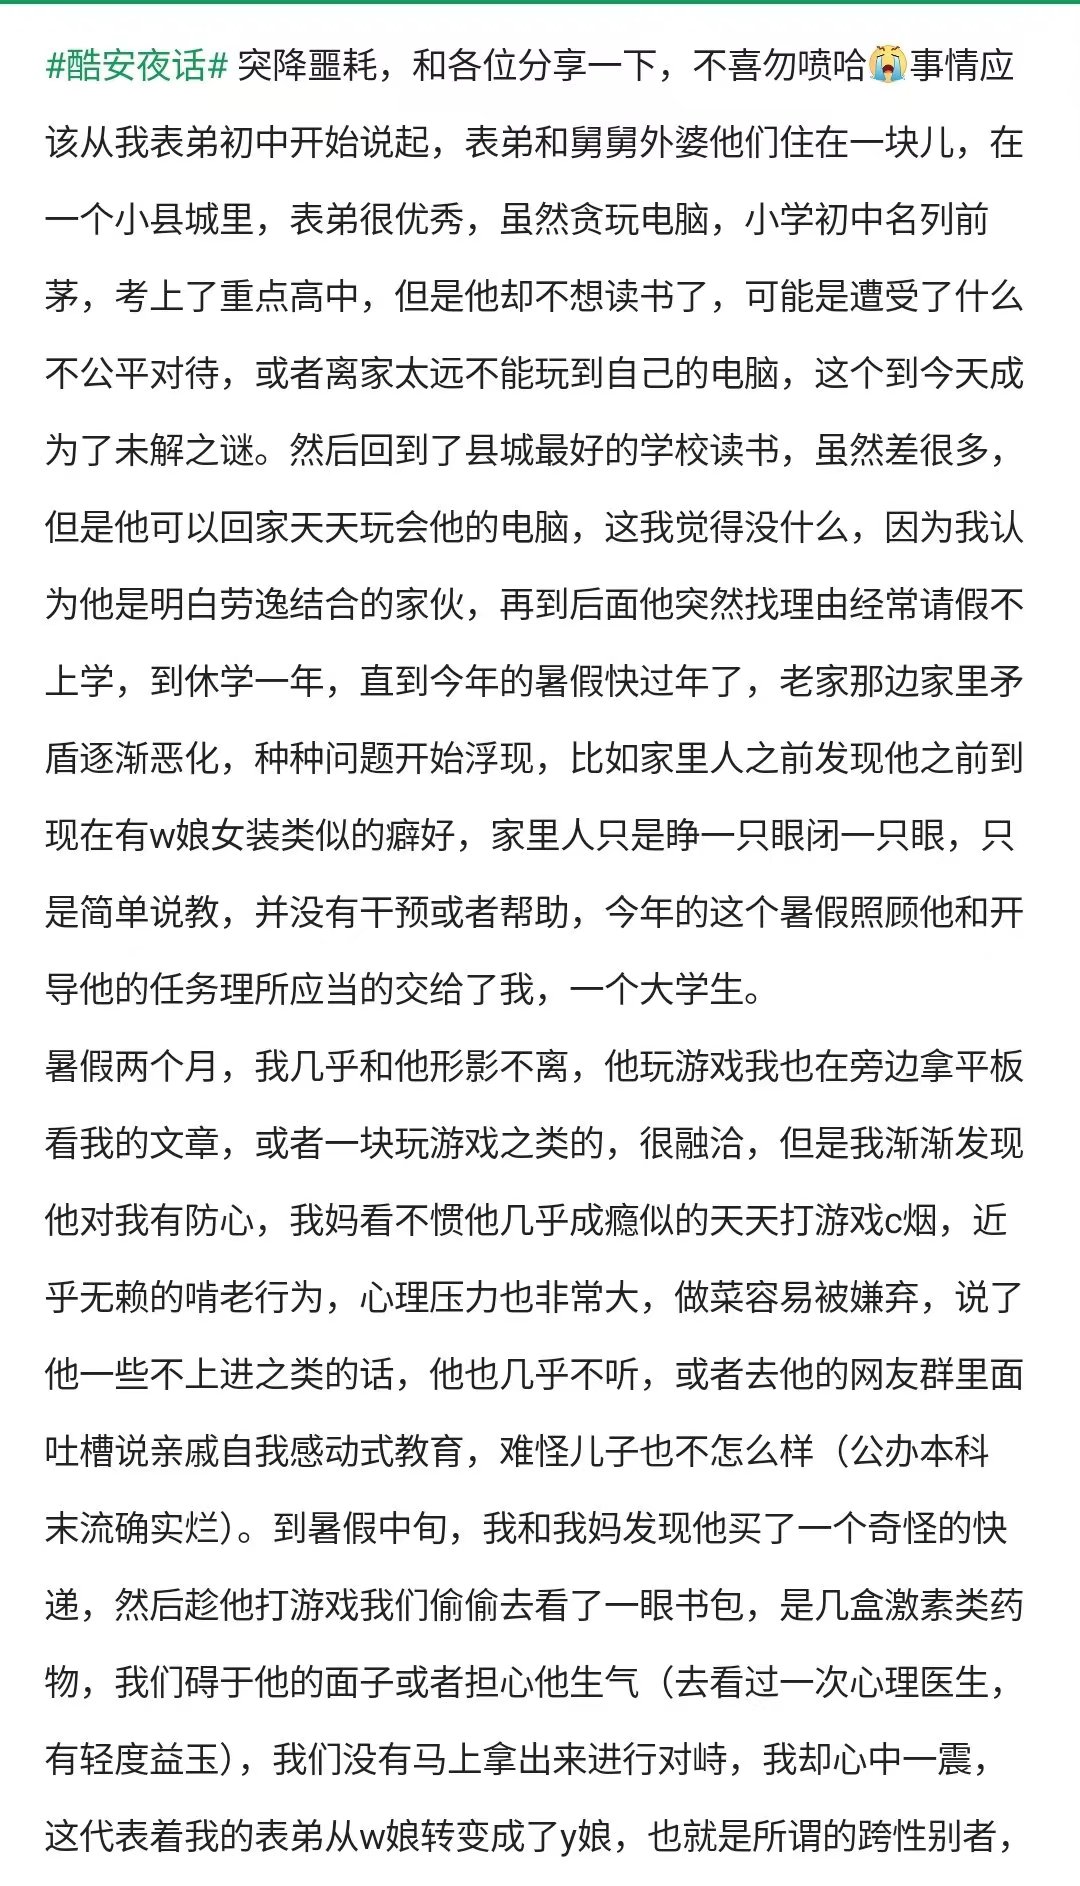 #酷安夜话# 突降噩耗，和各位分享一下，不喜勿喷哈😭事情应
该从我表弟初中开始说起，表弟和舅舅外婆他们住在一块儿，在
一个小县城里，表弟很优秀，虽然贪玩电脑，小学初中名列前
茅，考上了重点高中，但是他却不想读书了，可能是遭受了什么
不公平对待，或者离家太远不能玩到自己的电脑，这个到今天成
为了未解之谜。然后回到了县城最好的学校读书，虽然差很多，
但是他可以回家天天玩会他的电脑，这我觉得没什么，因为我认
为他是明白劳逸结合的家伙，再到后面他突然找理由经常请假不
上学，到休学一年，直到今年的暑假快过年了，老家那边家里矛
盾逐渐恶化，种种问题开始浮现，比如家里人之前发现他之前到
现在有w娘女装类似的癖好，家里人只是睁一只眼闭一只眼，只
是简单说教，并没有干预或者帮助，今年的这个暑假照顾他和开
导他的任务理所应当的交给了我，一个大学生。
暑假两个月，我几乎和他形影不离，他玩游戏我也在旁边拿平板
看我的文章，或者一块玩游戏之类的，很融洽，但是我渐渐发现
他对我有防心，我妈看不惯他几乎成瘾似的天天打游戏c烟，近
乎无赖的啃老行为，心理压力也非常大，做菜容易被嫌弃，说了
他一些不上进之类的话，他也几乎不听，或者去他的网友群里面
吐槽说亲戚自我感动式教育，难怪儿子也不怎么样（公办本科
末流确实烂）。到暑假中旬，我和我妈发现他买了一个奇怪的快
递，然后趁他打游戏我们偷偷去看了一眼书包，是几盒激素类药
物，我们碍于他的面子或者担心他生气（去看过一次心理医生，
有轻度益玉），我们没有马上拿出来进行对峙，我却心中一震，
这代表着我的表弟从w娘转变成了y娘，也就是所谓的跨性别者，